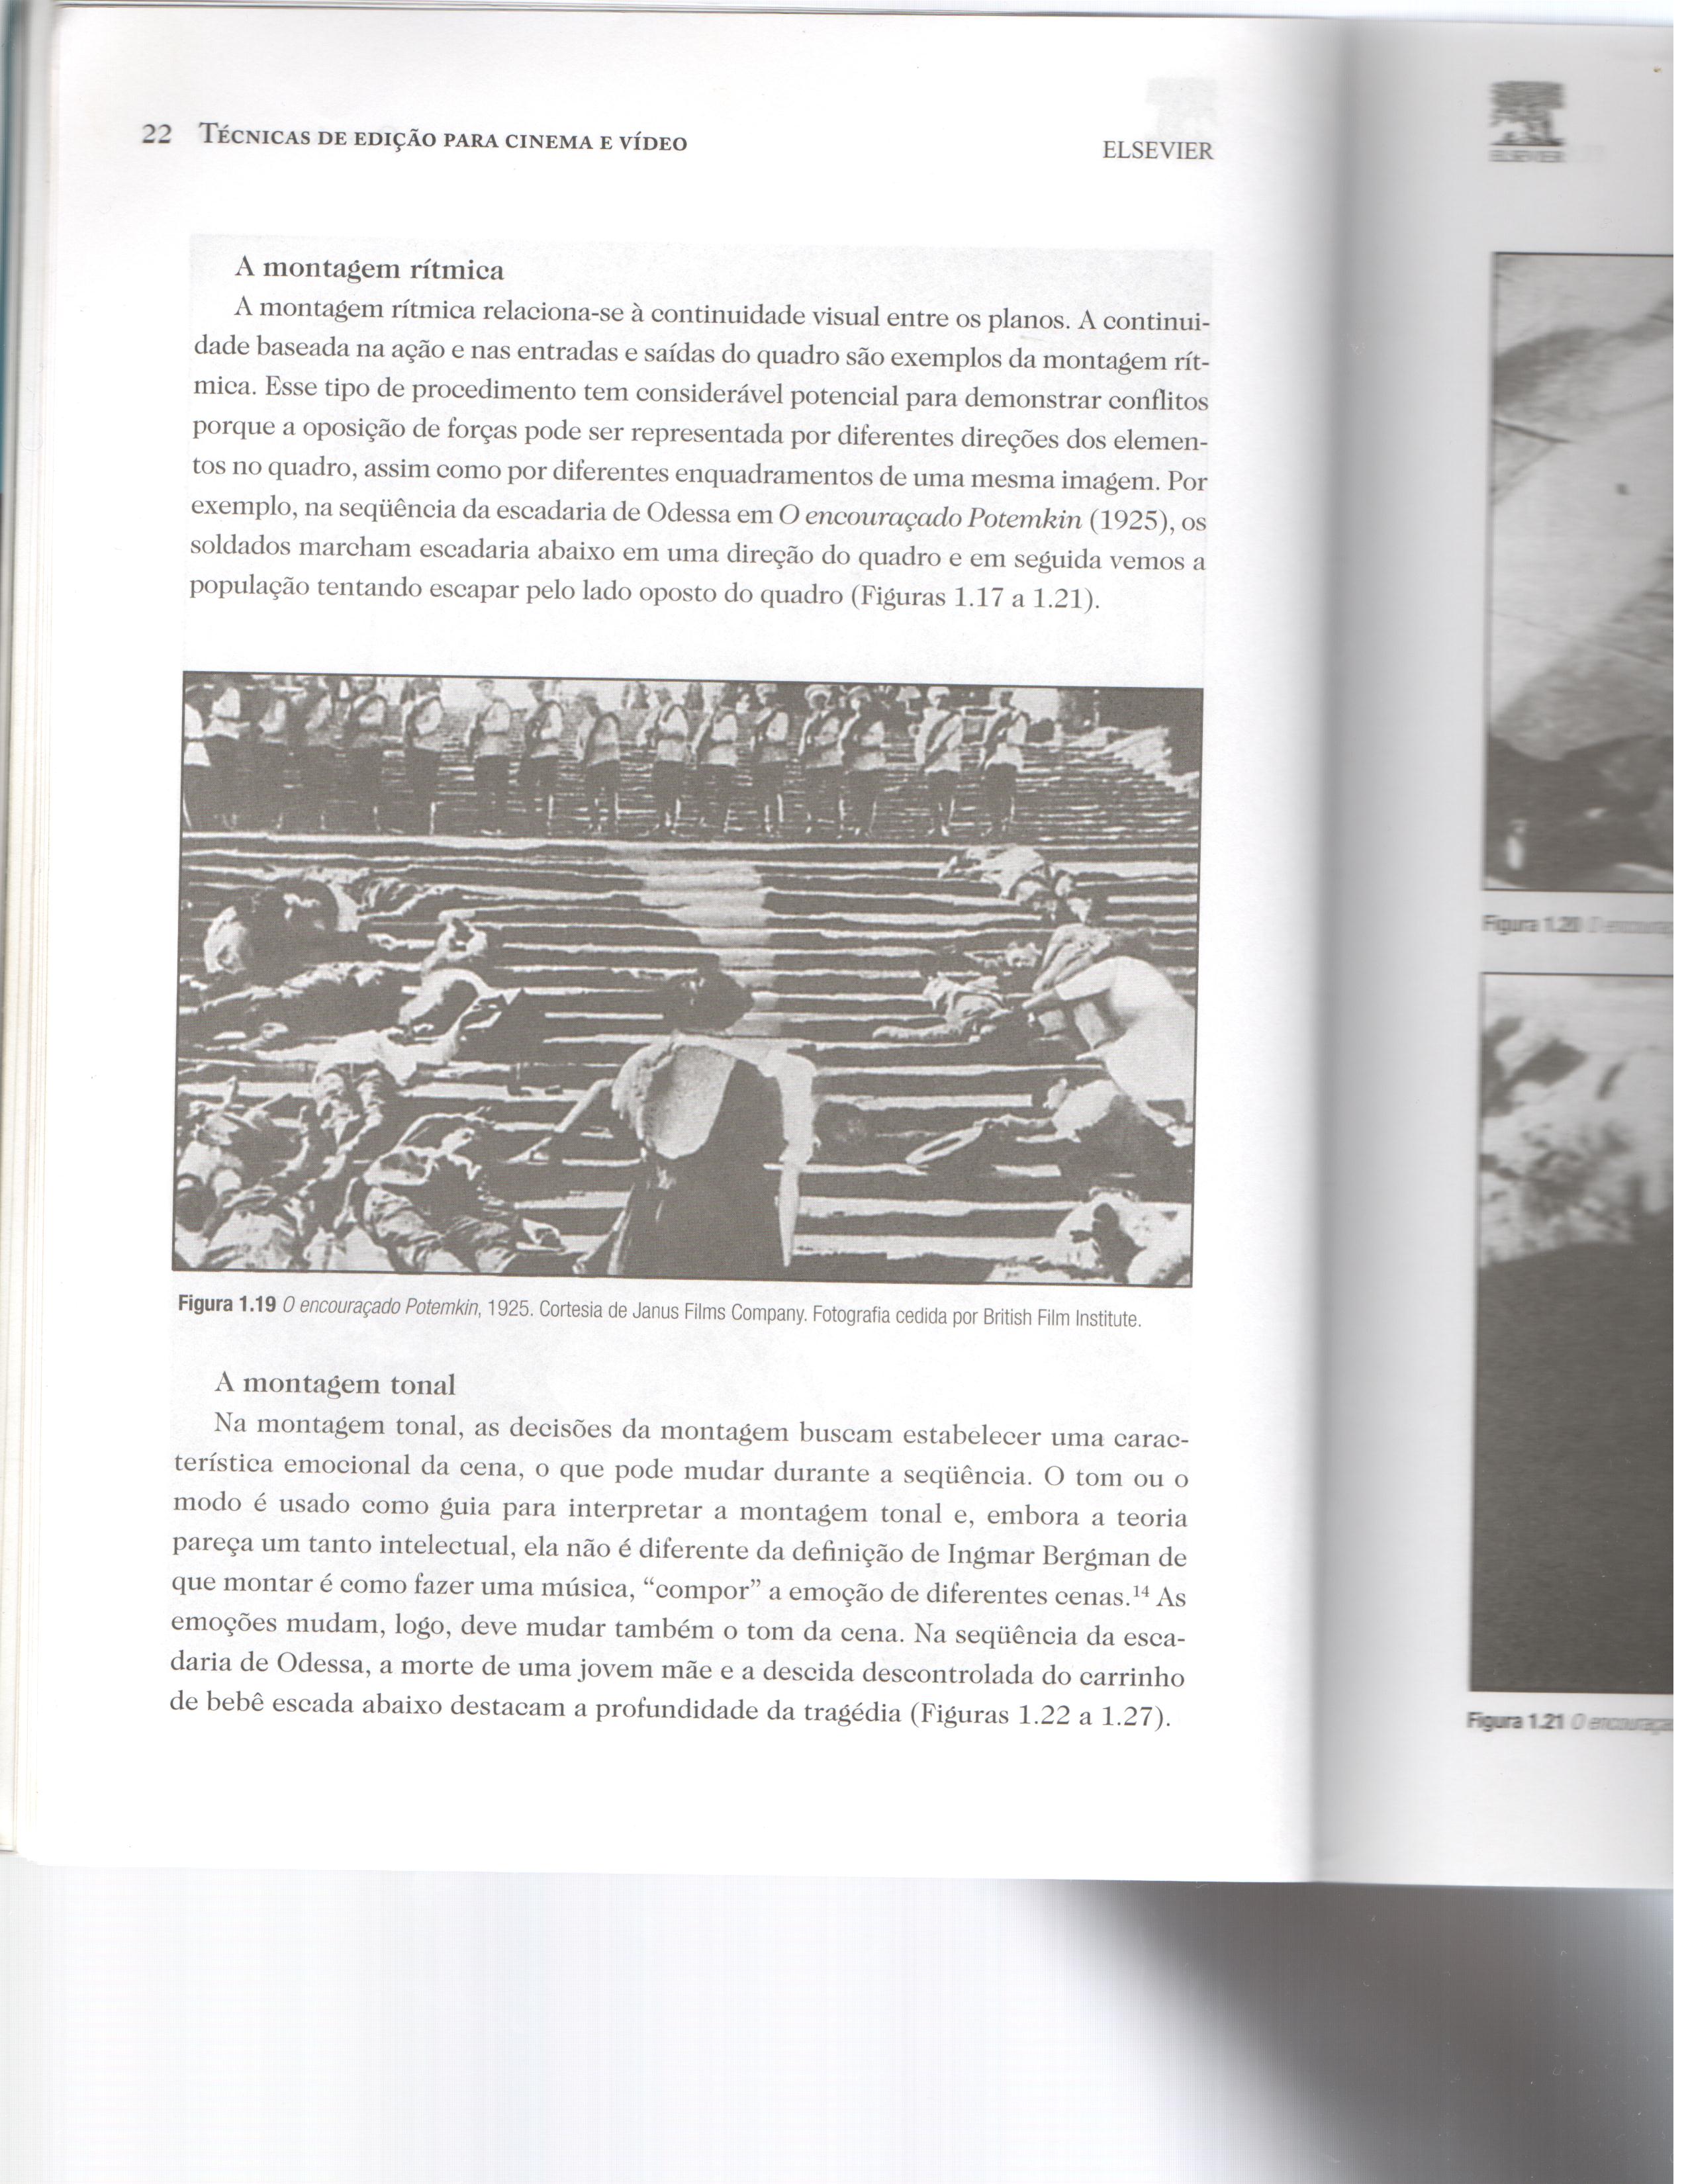 22 TÉCNICAS DE EDIÇÃO PARA CINEMA E VÍDEO
ELSEVIER
A montagem rítmica
A montagem rítmica relaciona-se à continuidade visual entre os planos. A continui-
dade baseada na ação e nas entradas e saídas do quadro são exemplos da montagem rít-
mica. Esse tipo de procedimento tem considerável potencial para demonstrar conflitos
porque a oposição de forças pode ser representada por diferentes direções dos elemen-
tos no quadro, assim como por diferentes enquadramentos de uma mesma imagem. Por
exemplo, na seqüência da escadaria de Odessa em O encouraçado Potemkin (1925), os
soldados marcham escadaria abaixo em uma direção do quadro e em seguida vemos a
população tentando escapar pelo lado oposto do quadro (Figuras 1.17 a 1.21).
Figura 1.19 O encouraçado Potemkin, 1925. Cortesia de Janus Films Company. Fotografia cedida por British Film Institute.
A montagem tonal
Na montagem tonal, as decisões da montagem buscam estabelecer uma carac-
terística emocional da cena, o que pode mudar durante a seqüência. O tom ou o
modo é usado como guia para interpretar a montagem tonal e, embora a teoria
pareça um tanto intelectual, ela não é diferente da definição de Ingmar Bergman de
que montar é como fazer uma música, “compor” a emoção de diferentes cenas.¹⁴ As
emoções mudam, logo, deve mudar também o tom da cena. Na seqüência da esca-
daria de Odessa, a morte de uma jovem mãe e a descida descontrolada do carrinho
de bebê escada abaixo destacam a profundidade da tragédia (Figuras 1.22 a 1.27).
ELSEVIER
Figura 1.20 O
Figura 1.21 O